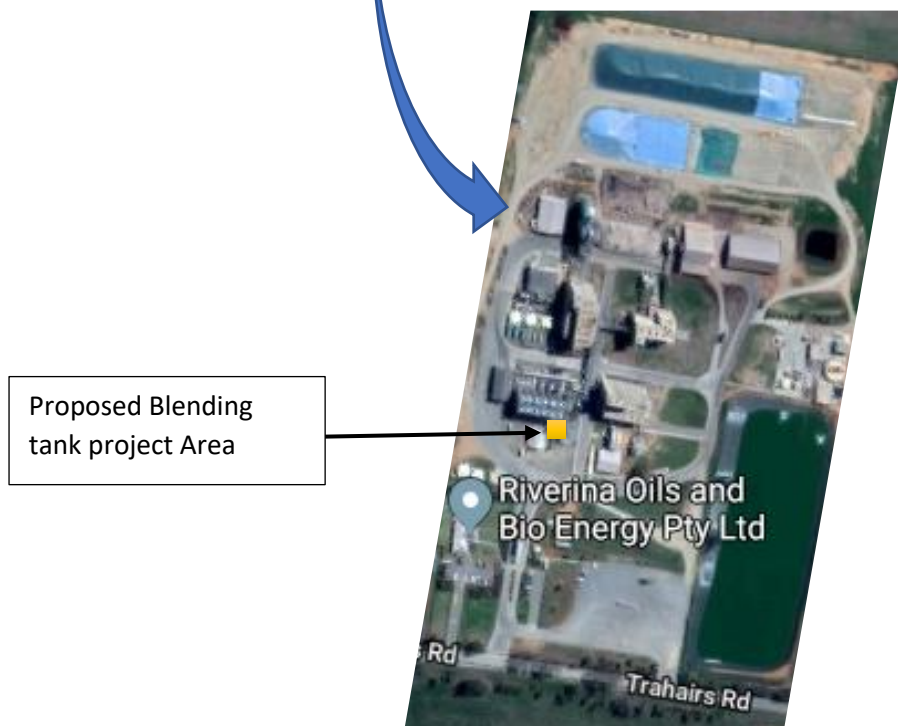 Proposed Blending
tank project Area
Riverina Oils and
Bio Energy Pty Ltd
s Rd
Trahairs Rd